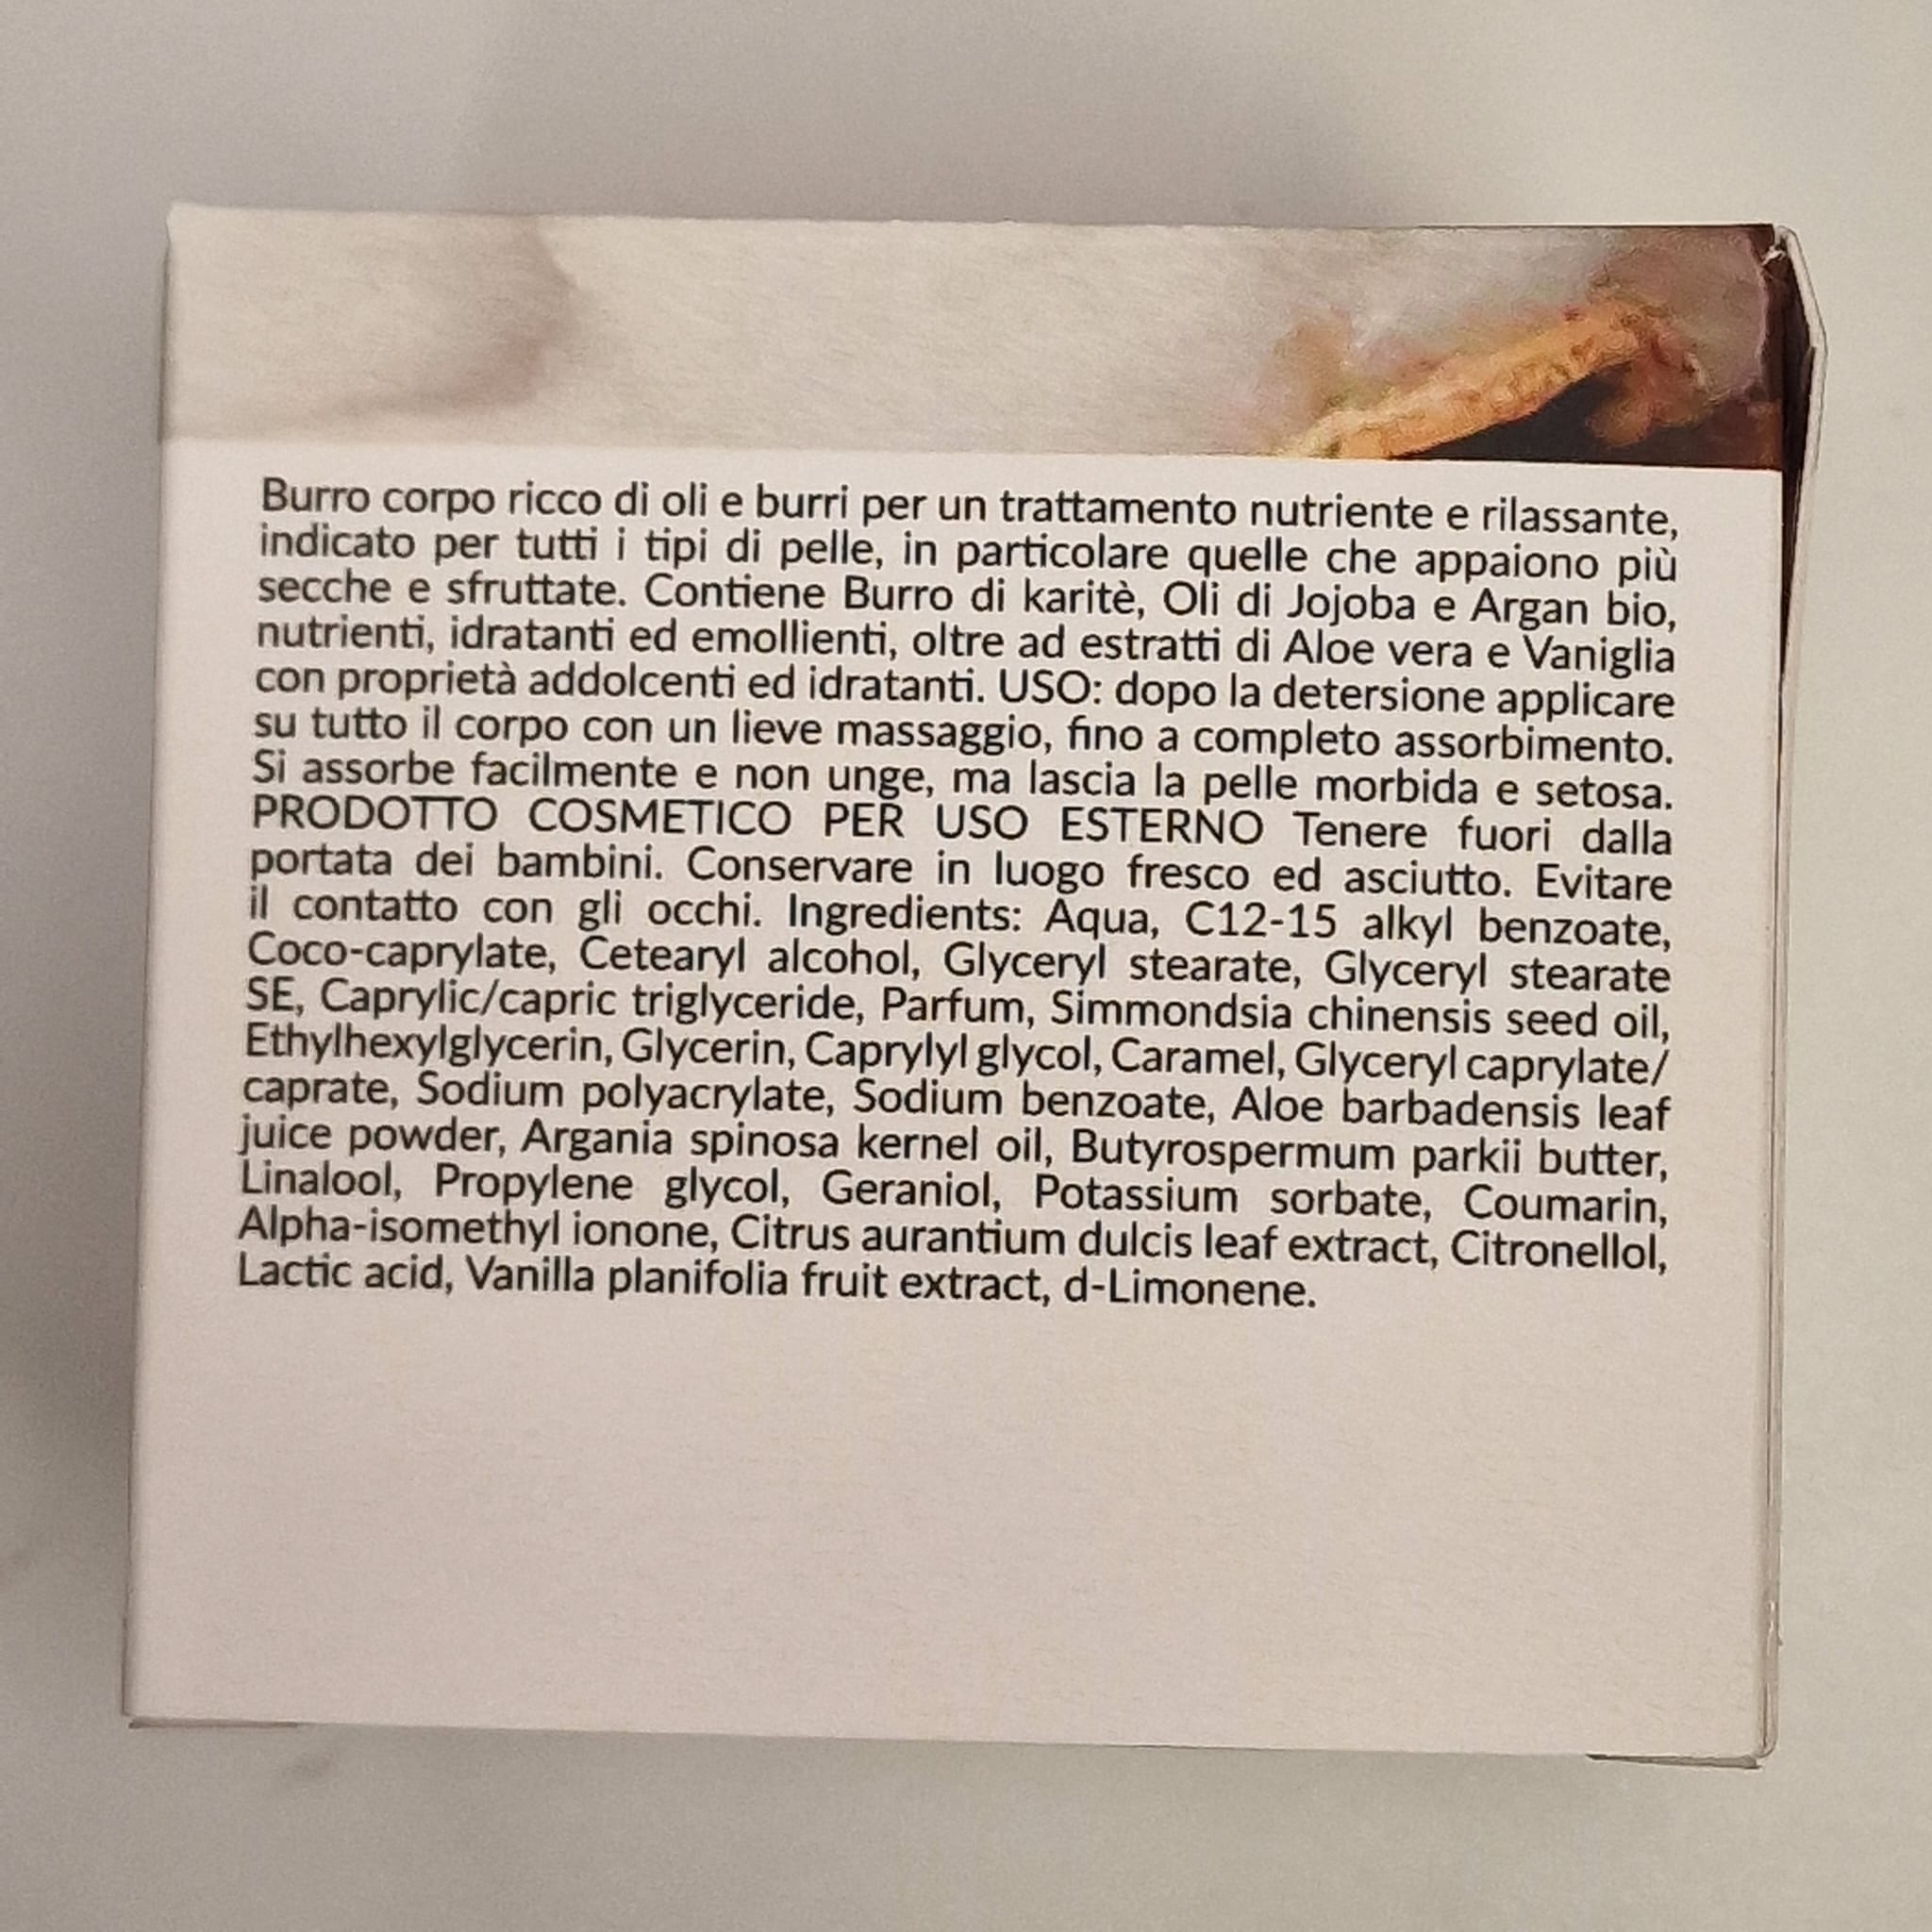 Burro corpo ricco di oli e burri per un trattamento nutriente e rilassante,
indicato per tutti i tipi di pelle, in particolare quelle che appaiono più
secche e sfruttate. Contiene Burro di karitè, Oli di Jojoba e Argan bio,
nutrienti, idratanti ed emollienti, oltre ad estratti di Aloe vera e Vaniglia
con proprietà addolcenti ed idratanti. USO: dopo la detersione applicare
su tutto il corpo con un lieve massaggio, fino a completo assorbimento.
Si assorbe facilmente e non unge, ma lascia la pelle morbida e setosa.
PRODOTTO COSMETICO PER USO ESTERNO Tenere fuori dalla
portata dei bambini. Conservare in luogo fresco ed asciutto. Evitare
il contatto con gli occhi. Ingredients: Aqua, C12-15 alkyl benzoate,
Coco-caprylate, Cetearyl alcohol, Glyceryl stearate, Glyceryl stearate
SE, Caprylic/capric triglyceride, Parfum, Simmondsia chinensis seed oil,
Ethylhexylglycerin, Glycerin, Caprylyl glycol, Caramel, Glyceryl caprylate/
caprate, Sodium polyacrylate, Sodium benzoate, Aloe barbadensis leaf
juice powder, Argania spinosa kernel oil, Butyrospermum parkii butter,
Linalool, Propylene glycol, Geraniol, Potassium sorbate, Coumarin,
Alpha-isomethyl ionone, Citrus aurantium dulcis leaf extract, Citronellol,
Lactic acid, Vanilla planifolia fruit extract, d-Limonene.